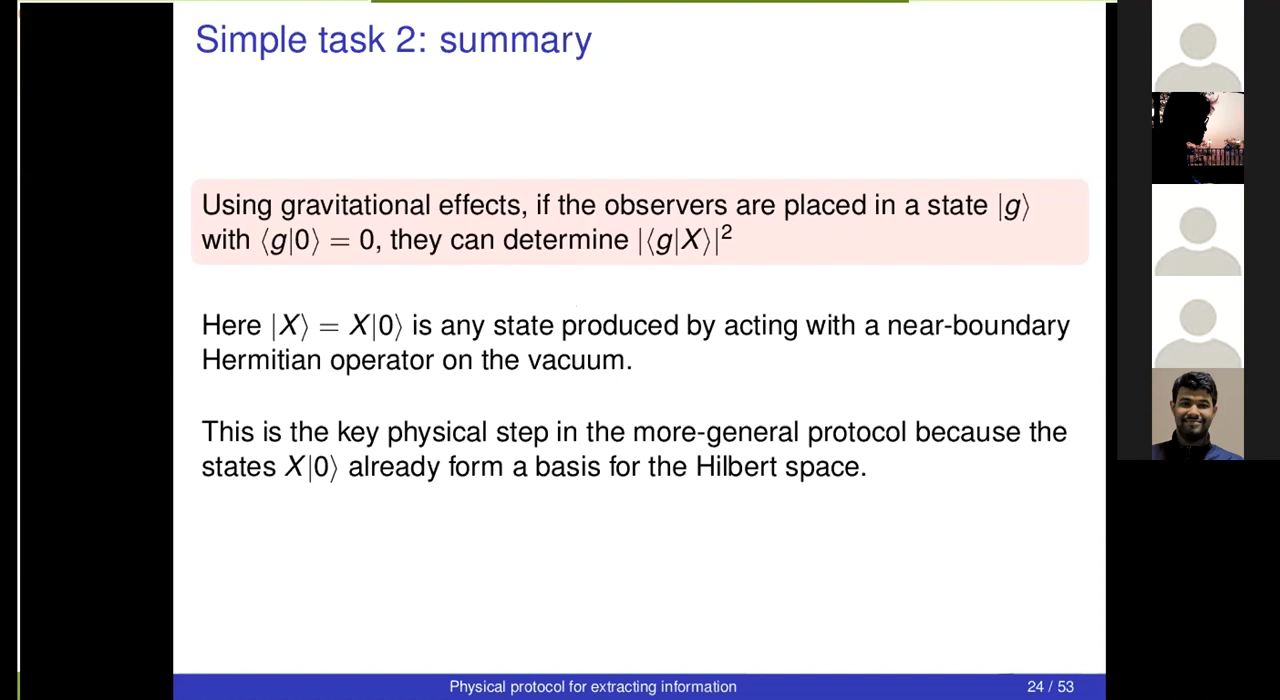 Simple task 2: summary
Using gravitational effects, if the observers are placed in a state |g⟩
with ⟨g|0⟩ = 0, they can determine |⟨g|X⟩|²
Here |X⟩ = X|0⟩ is any state produced by acting with a near-boundary
Hermitian operator on the vacuum.
This is the key physical step in the more-general protocol because the
states X|0⟩ already form a basis for the Hilbert space.
Physical protocol for extracting information
24 / 53